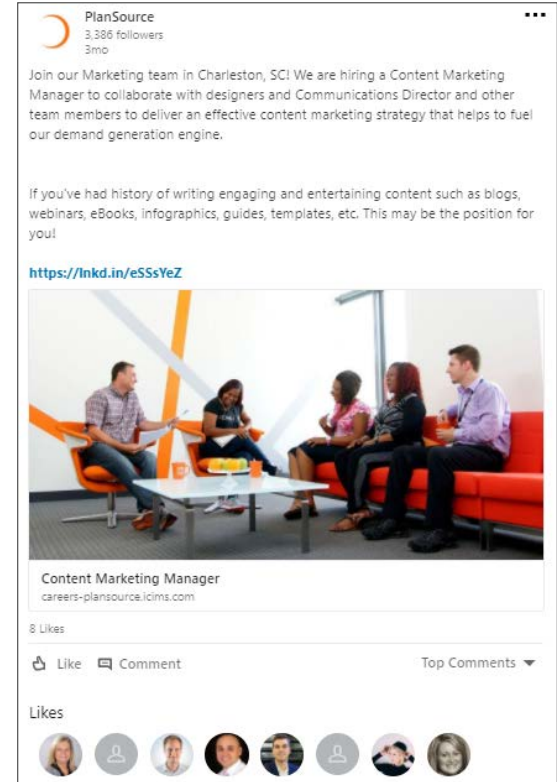 PlanSource
3,386 followers
3mo
Join our Marketing team in Charleston, SC! We are hiring a Content Marketing
Manager to collaborate with designers and Communications Director and other
team members to deliver an effective content marketing strategy that helps to fuel
our demand generation engine.
If you've had history of writing engaging and entertaining content such as blogs,
webinars, eBooks, infographics, guides, templates, etc. This may be the position for
you!
https://lnkd.in/eSSsYeZ
Content Marketing Manager
careers-plansource.icims.com
8 Likes
Like
Comment
Top Comments
Likes